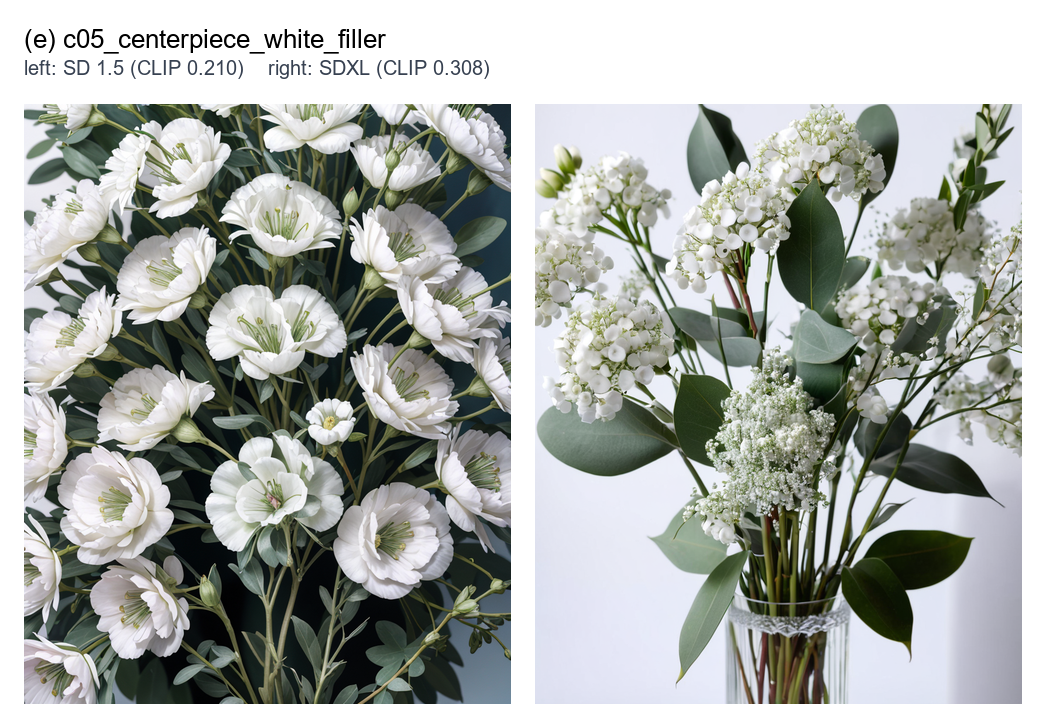 (e) c05_centerpiece_white_filler
left: SD 1.5 (CLIP 0.210) right: SDXL (CLIP 0.308)